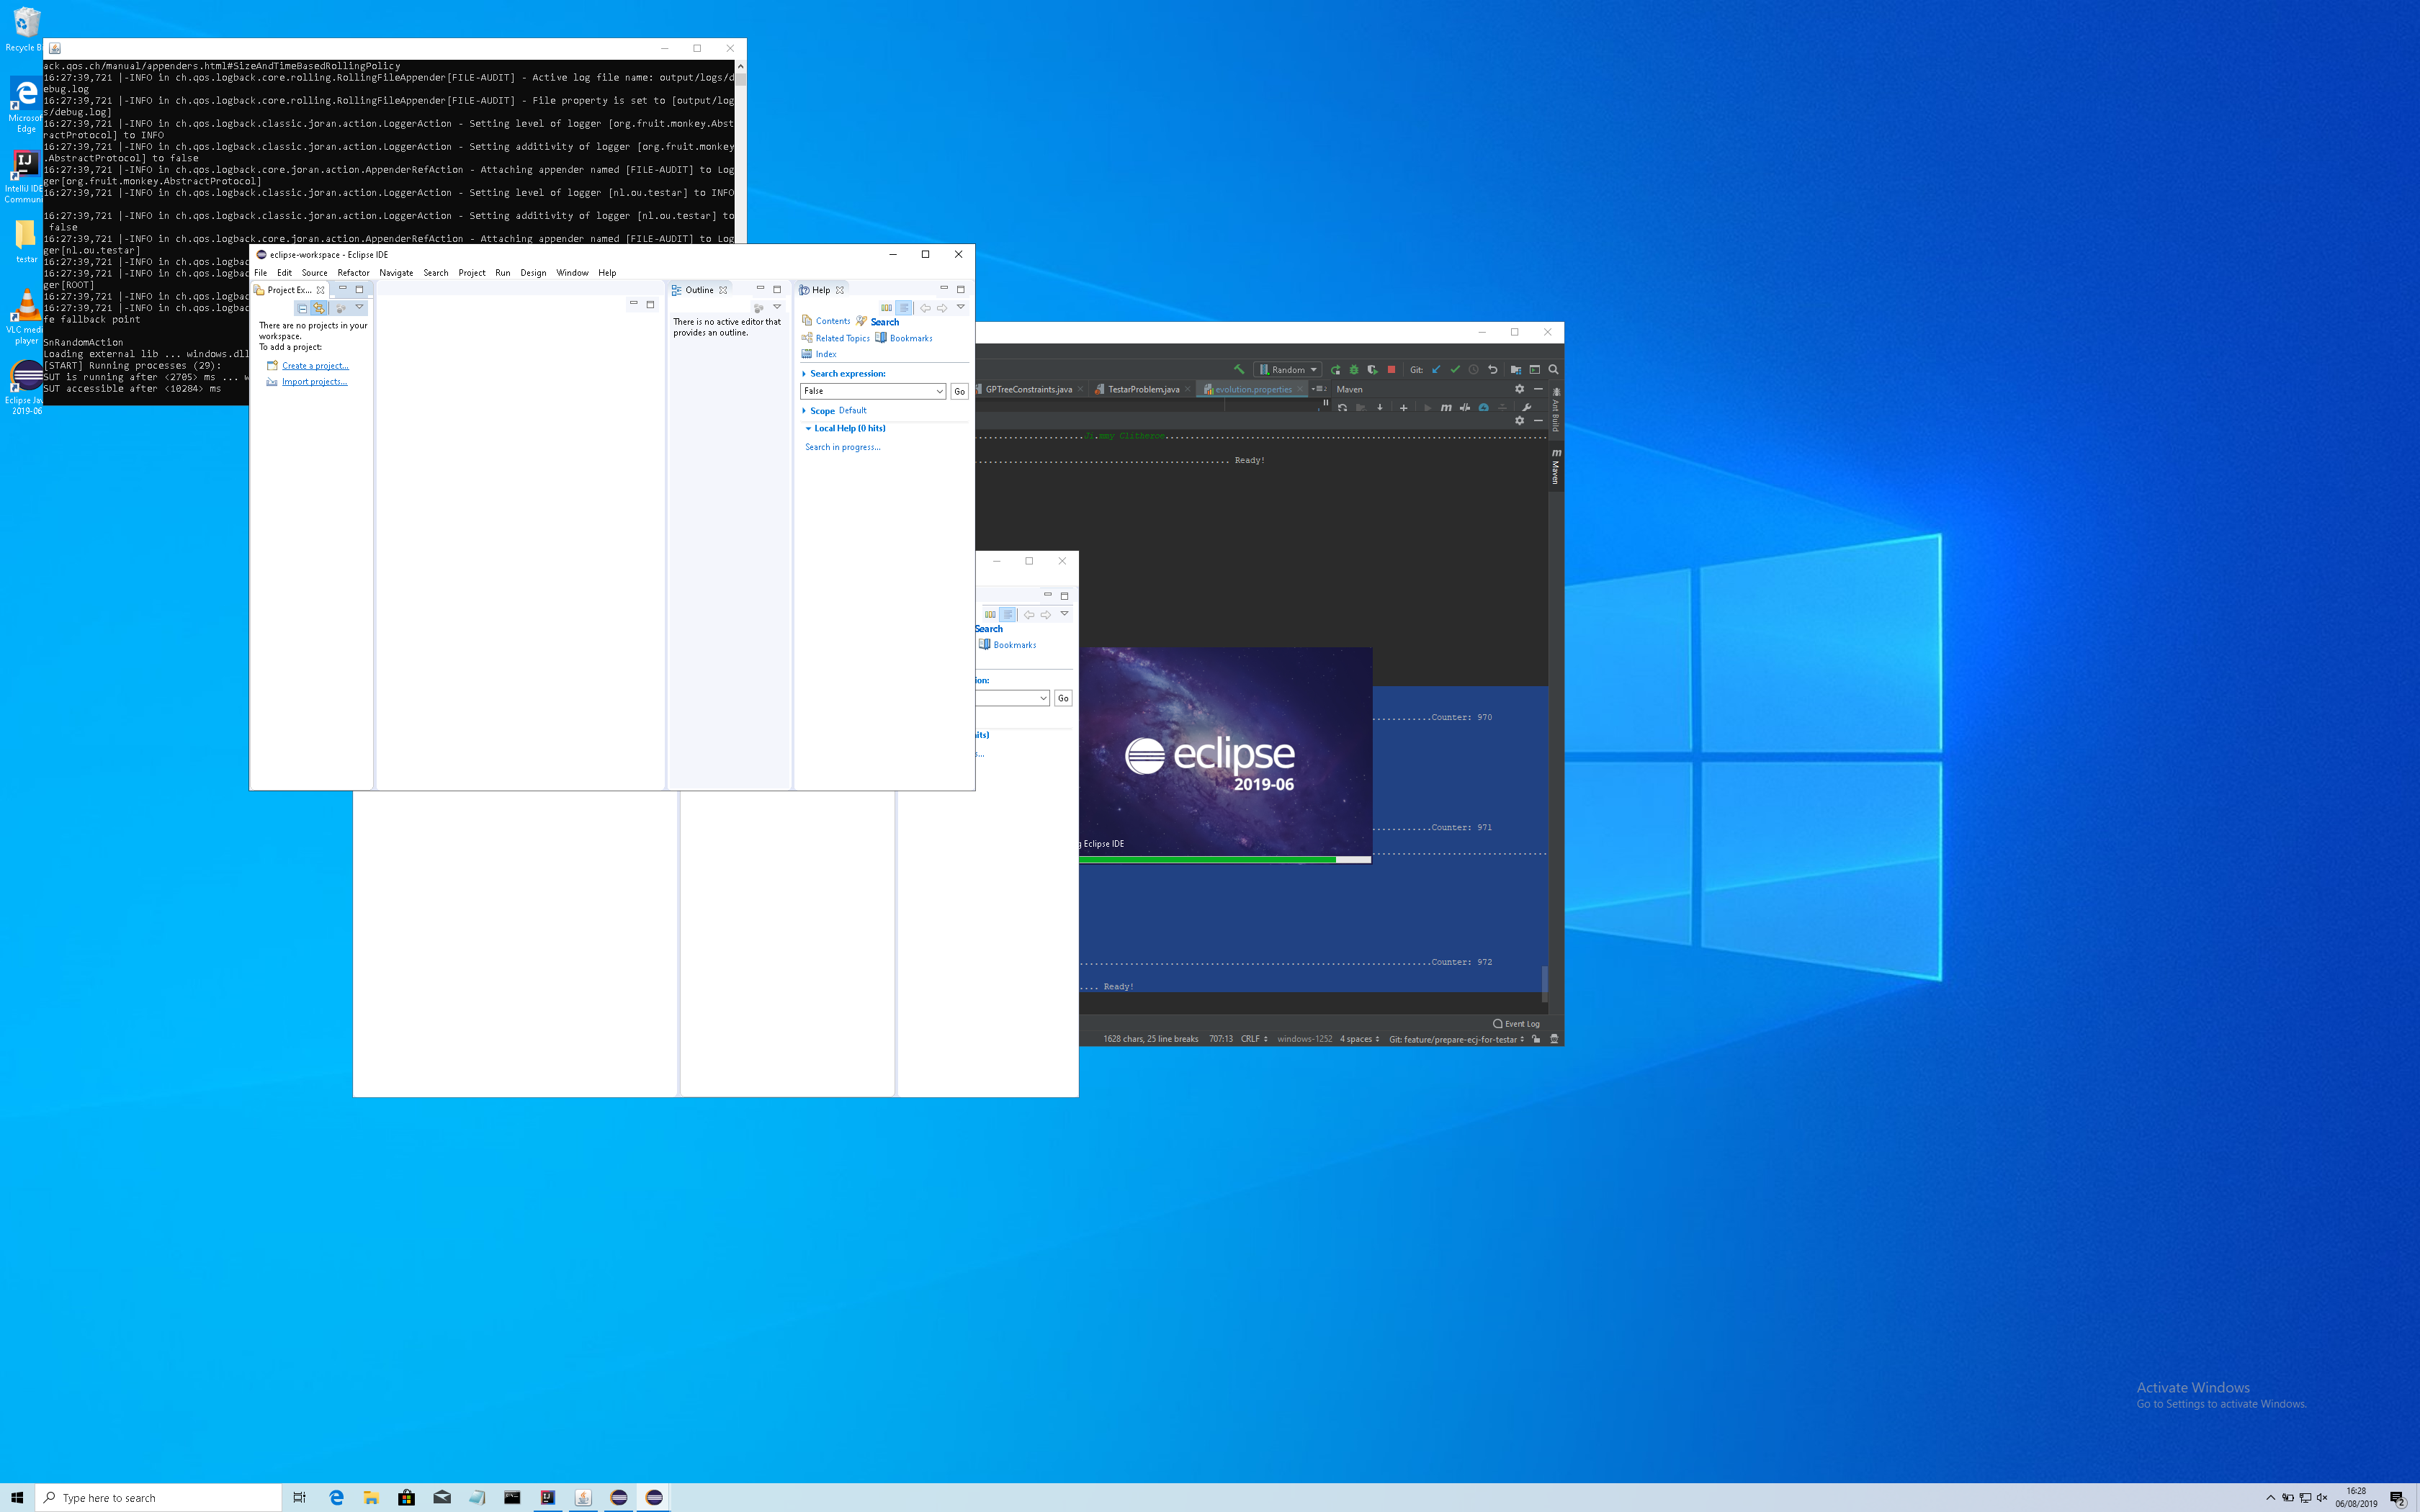 Recycle B
Microsof
Edge
IntelliJ IDE
Commun
testar
VLC medi
player
Eclipse Jav
2019-06
ack.qos.ch/manual/appenders.html#SizeAndTimeBasedRollingPolicy
16:27:39,721 |-INFO in ch.qos.logback.core.rolling.RollingFileAppender[FILE-AUDIT] - Active log file name: output/logs/d
ebug.log
16:27:39,721 |-INFO in ch.qos.logback.core.rolling.RollingFileAppender[FILE-AUDIT] - File property is set to [output/log
s/debug.log]
16:27:39,721 |-INFO in ch.qos.logback.classic.joran.action.LoggerAction - Setting level of logger [org.fruit.monkey.Abst
ractProtocol] to INFO
16:27:39,721 |-INFO in ch.qos.logback.classic.joran.action.LoggerAction - Setting additivity of logger [org.fruit.monkey
.AbstractProtocol] to false
16:27:39,721 |-INFO in ch.qos.logback.core.joran.action.AppenderRefAction - Attaching appender named [FILE-AUDIT] to Log
ger[org.fruit.monkey.AbstractProtocol]
16:27:39,721 |-INFO in ch.qos.logback.classic.joran.action.LoggerAction - Setting level of logger [nl.ou.testar] to INFO
16:27:39,721 |-INFO in ch.qos.logback.classic.joran.action.LoggerAction - Setting additivity of logger [nl.ou.testar] to
false
16:27:39,721 |-INFO in ch.qos.logback.core.joran.action.AppenderRefAction - Attaching appender named [FILE-AUDIT] to Log
ger[nl.ou.testar]
16:27:39,721 |-INFO in ch.qos.logbac
16:27:39,721 |-INFO in ch.qos.logbac
ger[ROOT]
16:27:39,721 |-INFO in ch.qos.logbac
16:27:39,721 |-INFO in ch.qos.logbac
fe fallback point
SnRandomAction
Loading external lib ... windows.dll
[START] Running processes (29):
SUT is running after <2705> ms ... w
SUT accessible after <10284> ms
eclipse-workspace - Eclipse IDE
File Edit Source Refactor Navigate Search Project Run Design Window Help
Project Ex...
There are no projects in your
workspace.
To add a project:
Create a project...
Import projects...
Outline
There is no active editor that
provides an outline.
Help
Contents Search
Related Topics Bookmarks
Index
Search expression:
False Go
Scope Default
Local Help (0 hits)
Search in progress...
Random Git:
GPTreeConstraints.java TestarProblem.java evolution.properties Maven
Ant Build
Maven
.... Ready!
Search
Bookmarks
ion:
Go
hits)
s...
eclipse
2019-06
g Eclipse IDE
....Counter: 970
....Counter: 971
....Counter: 972
.... Ready!
Event Log
1628 chars, 25 line breaks 707:13 CRLF windows-1252 4 spaces Git: feature/prepare-ecj-for-testar
Activate Windows
Go to Settings to activate Windows.
Type here to search
16:28
06/08/2019
2